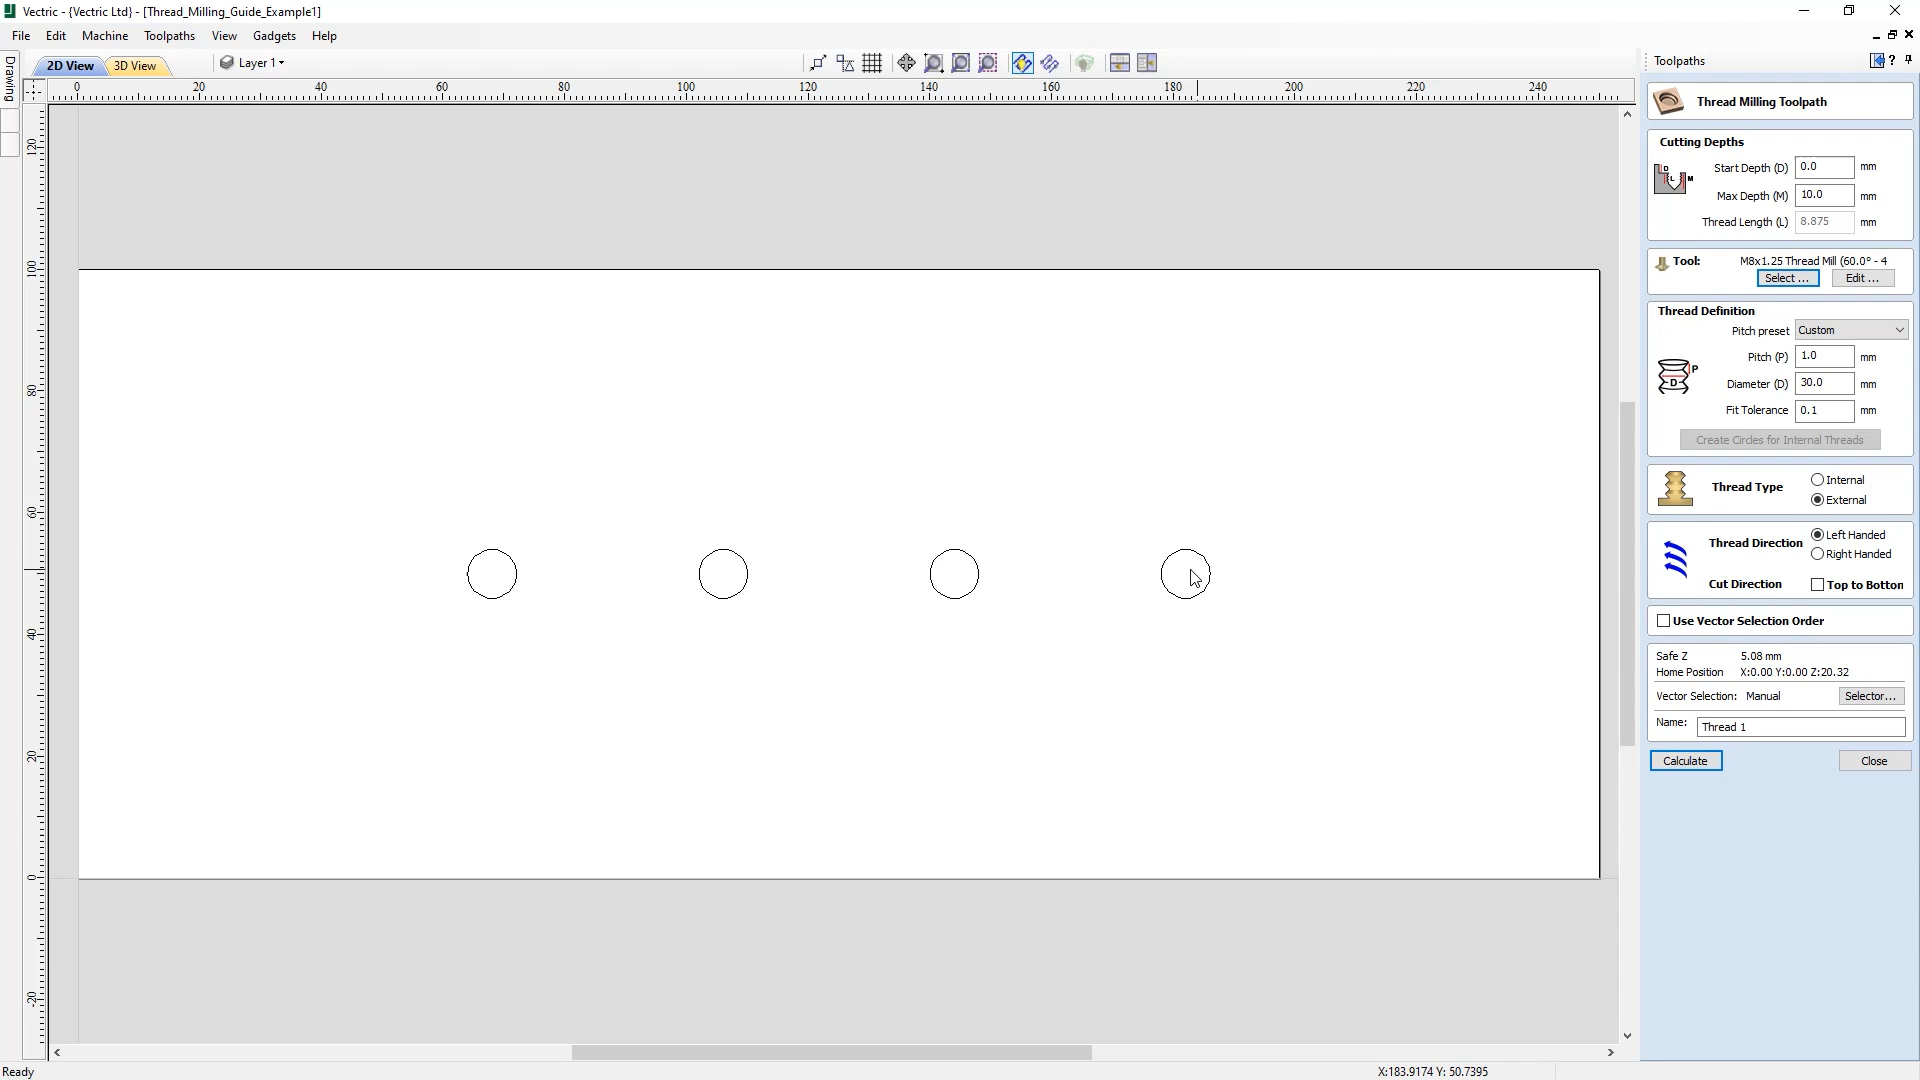 Vectric - {Vectric Ltd} - [Thread_Milling_Guide_Example1]
File Edit Machine Toolpaths View Gadgets Help
Drawing
2D View 3D View Layer 1
0 20 40 60 80 100 120 140 160 180 200 220 240
120
100
80
60
40
20
0
-20
Toolpaths ?
Thread Milling Toolpath
Cutting Depths
Start Depth (D) 0.0 mm
Max Depth (M) 10.0 mm
Thread Length (L) 8.875 mm
D
L M
Tool: M8x1.25 Thread Mill (60.0° - 4
Select ... Edit ...
Thread Definition
Pitch preset Custom
Pitch (P) 1.0 mm
Diameter (D) 30.0 mm
Fit Tolerance 0.1 mm
P
D
Create Circles for Internal Threads
Thread Type Internal
External
Thread Direction Left Handed
Right Handed
Cut Direction Top to Botton
Use Vector Selection Order
Safe Z 5.08 mm
Home Position X:0.00 Y:0.00 Z:20.32
Vector Selection: Manual Selector...
Name: Thread 1
Calculate Close
Ready X:183.9174 Y: 50.7395